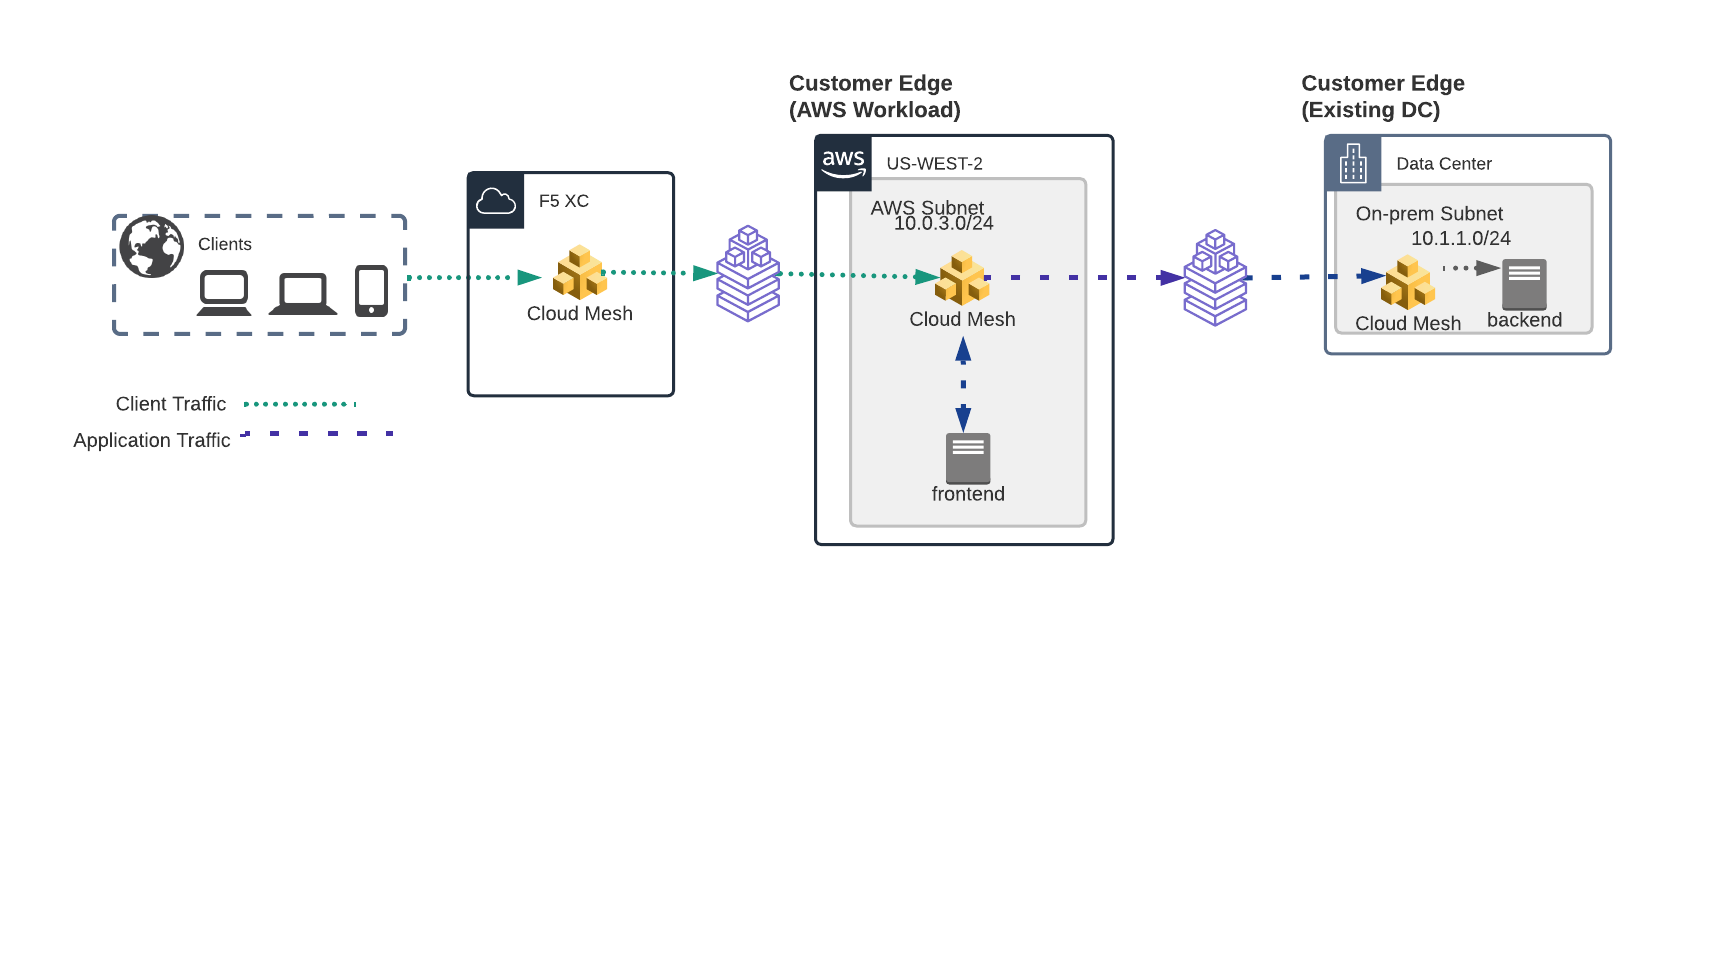 Customer Edge
(AWS Workload)
Customer Edge
(Existing DC)
aws
US-WEST-2
Data Center
F5 XC
AWS Subnet
10.0.3.0/24
On-prem Subnet
10.1.1.0/24
Clients
Cloud Mesh
Cloud Mesh
Cloud Mesh
backend
Client Traffic
Application Traffic
frontend